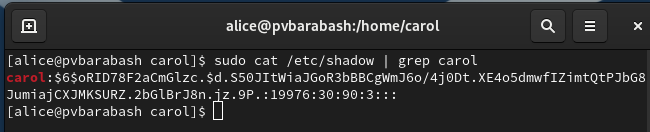 alice@pvbarabash:/home/carol
[alice@pvbarabash carol]$ sudo cat /etc/shadow | grep carol
carol:$6$oRID78F2aCmGlzc.$d.S50JItWiaJGoR3bBBCgWmJ6o/4j0Dt.XE4o5dmwfIZimtQtPJbG8
JumiajCXJMKSURZ.2bGlBrJ8n.jz.9P.:19976:30:90:3:::
[alice@pvbarabash carol]$